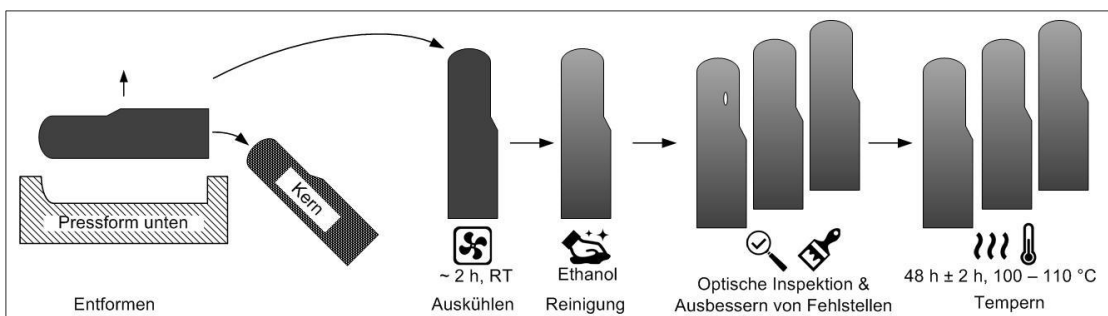 Pressform unten
Kern
Entformen
~ 2 h, RT
Auskühlen
Ethanol
Reinigung
Optische Inspektion &
Ausbessern von Fehlstellen
48 h ± 2 h, 100 – 110 °C
Tempern